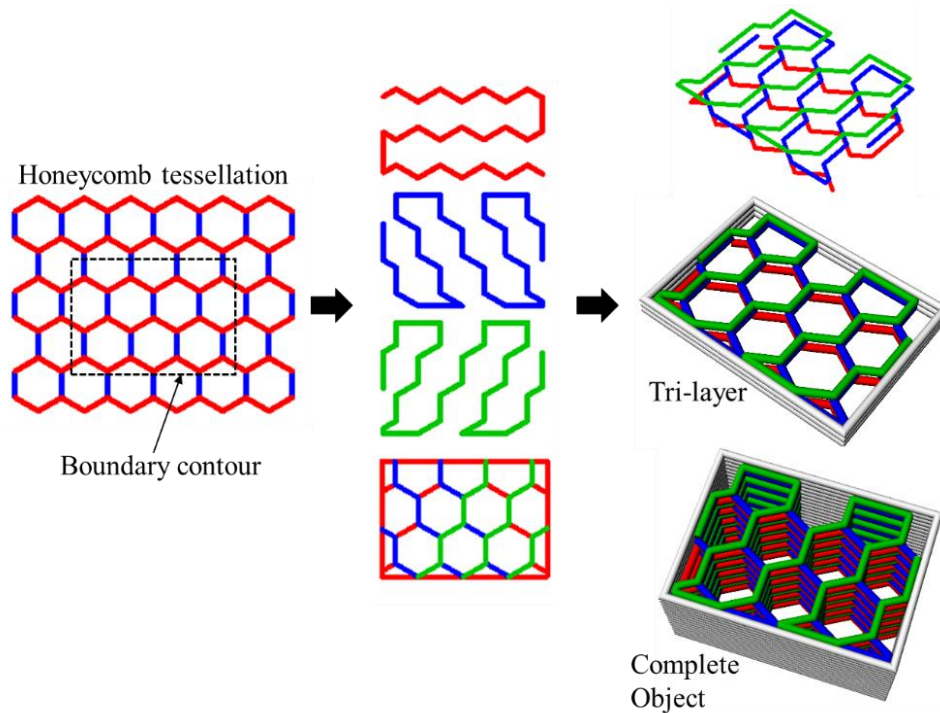 Honeycomb tessellation
Boundary contour
Tri-layer
Complete
Object